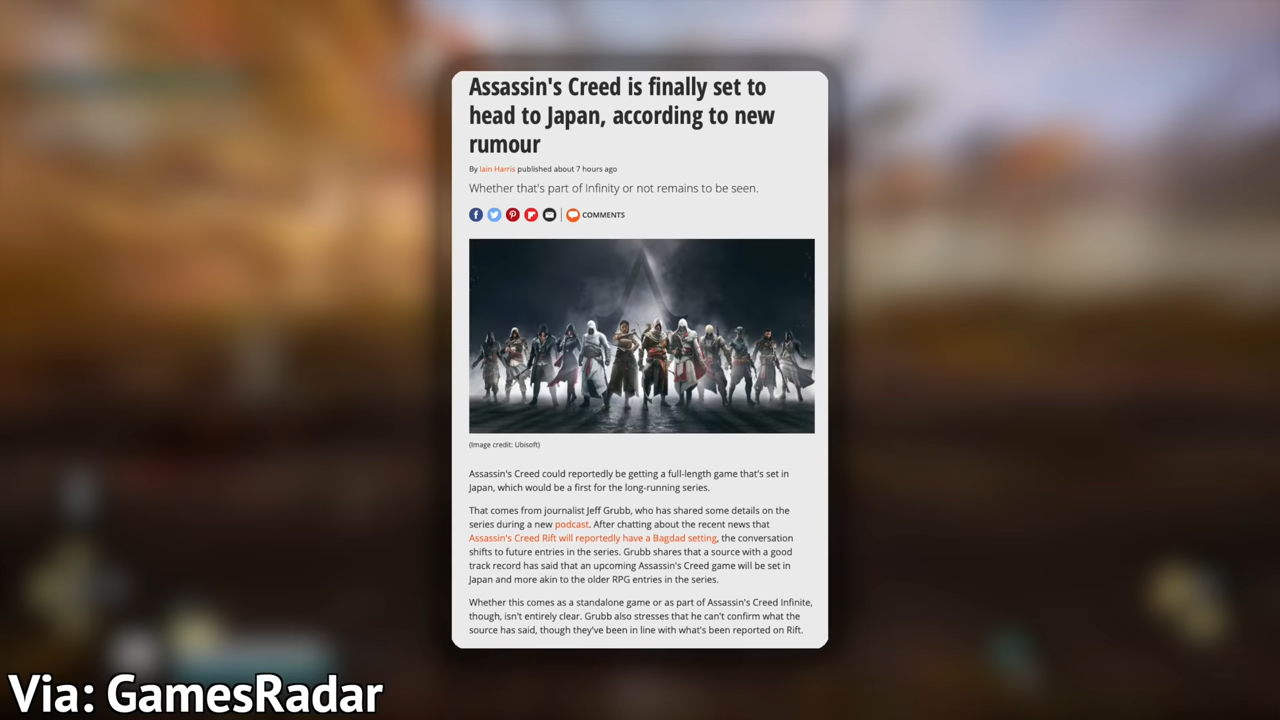 Assassin's Creed is finally set to
head to Japan, according to new
rumour
By Iain Harris published about 7 hours ago
Whether that's part of Infinity or not remains to be seen.
COMMENTS
(Image credit: Ubisoft)
Assassin's Creed could reportedly be getting a full-length game that's set in
Japan, which would be a first for the long-running series.
That comes from journalist Jeff Grubb, who has shared some details on the
series during a new podcast. After chatting about the recent news that
Assassin's Creed Rift will reportedly have a Bagdad setting, the conversation
shifts to future entries in the series. Grubb shares that a source with a good
track record has said that an upcoming Assassin's Creed game will be set in
Japan and more akin to the older RPG entries in the series.
Whether this comes as a standalone game or as part of Assassin's Creed Infinite,
though, isn't entirely clear. Grubb also stresses that he can't confirm what the
source has said, though they've been in line with what's been reported on Rift.
Via: GamesRadar